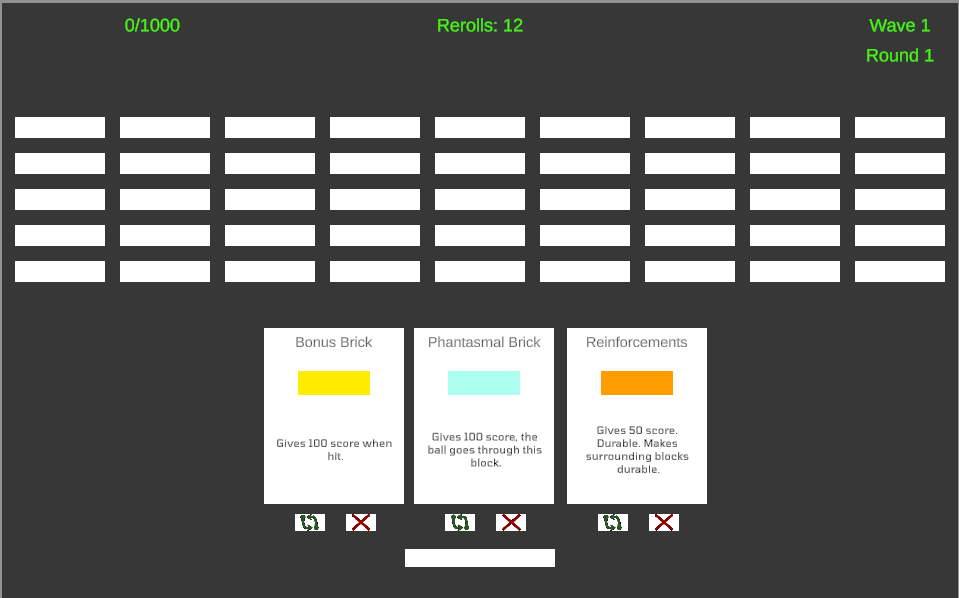 0/1000
Rerolls: 12
Wave 1
Round 1
Bonus Brick
Gives 100 score when
hit.
Phantasmal Brick
Gives 100 score, the
ball goes through this
block.
Reinforcements
Gives 50 score.
Durable. Makes
surrounding blocks
durable.